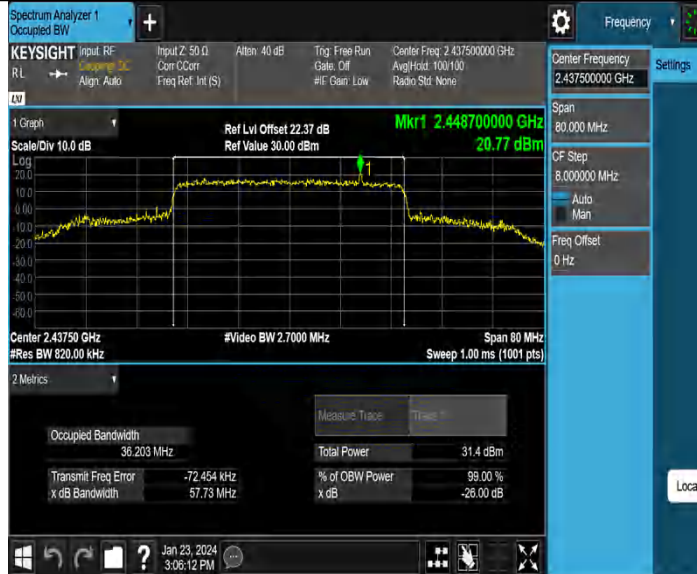 Spectrum Analyzer 1
Occupied BW
+
Frequency
KEYSIGHT
Input: RF
Coupling: DC
Align: Auto
Input Z: 50 Ω
Corr CCorr
Freq Ref: Int (S)
Atten: 40 dB
Trig: Free Run
Gate: Off
#IF Gain: Low
Center Freq: 2.437500000 GHz
Avg|Hold: 100/100
Radio Std: None
RL
LXI
Center Frequency
2.437500000 GHz
Settings
Span
80.000 MHz
CF Step
8.000000 MHz
Auto
Man
Freq Offset
0 Hz
1 Graph
Scale/Div 10.0 dB
Ref Lvl Offset 22.37 dB
Ref Value 30.00 dBm
Mkr1 2.448700000 GHz
20.77 dBm
Log
20.0
10.0
0.00
-10.0
-20.0
-30.0
-40.0
-50.0
-60.0
1
Center 2.43750 GHz
#Res BW 820.00 kHz
#Video BW 2.7000 MHz
Span 80 MHz
Sweep 1.00 ms (1001 pts)
2 Metrics
Measure Trace
Trace 1
Occupied Bandwidth
36.203 MHz
Total Power
31.4 dBm
Transmit Freq Error
-72.454 kHz
% of OBW Power
99.00 %
x dB Bandwidth
57.73 MHz
x dB
-26.00 dB
Loca
?
Jan 23, 2024
3:06:12 PM